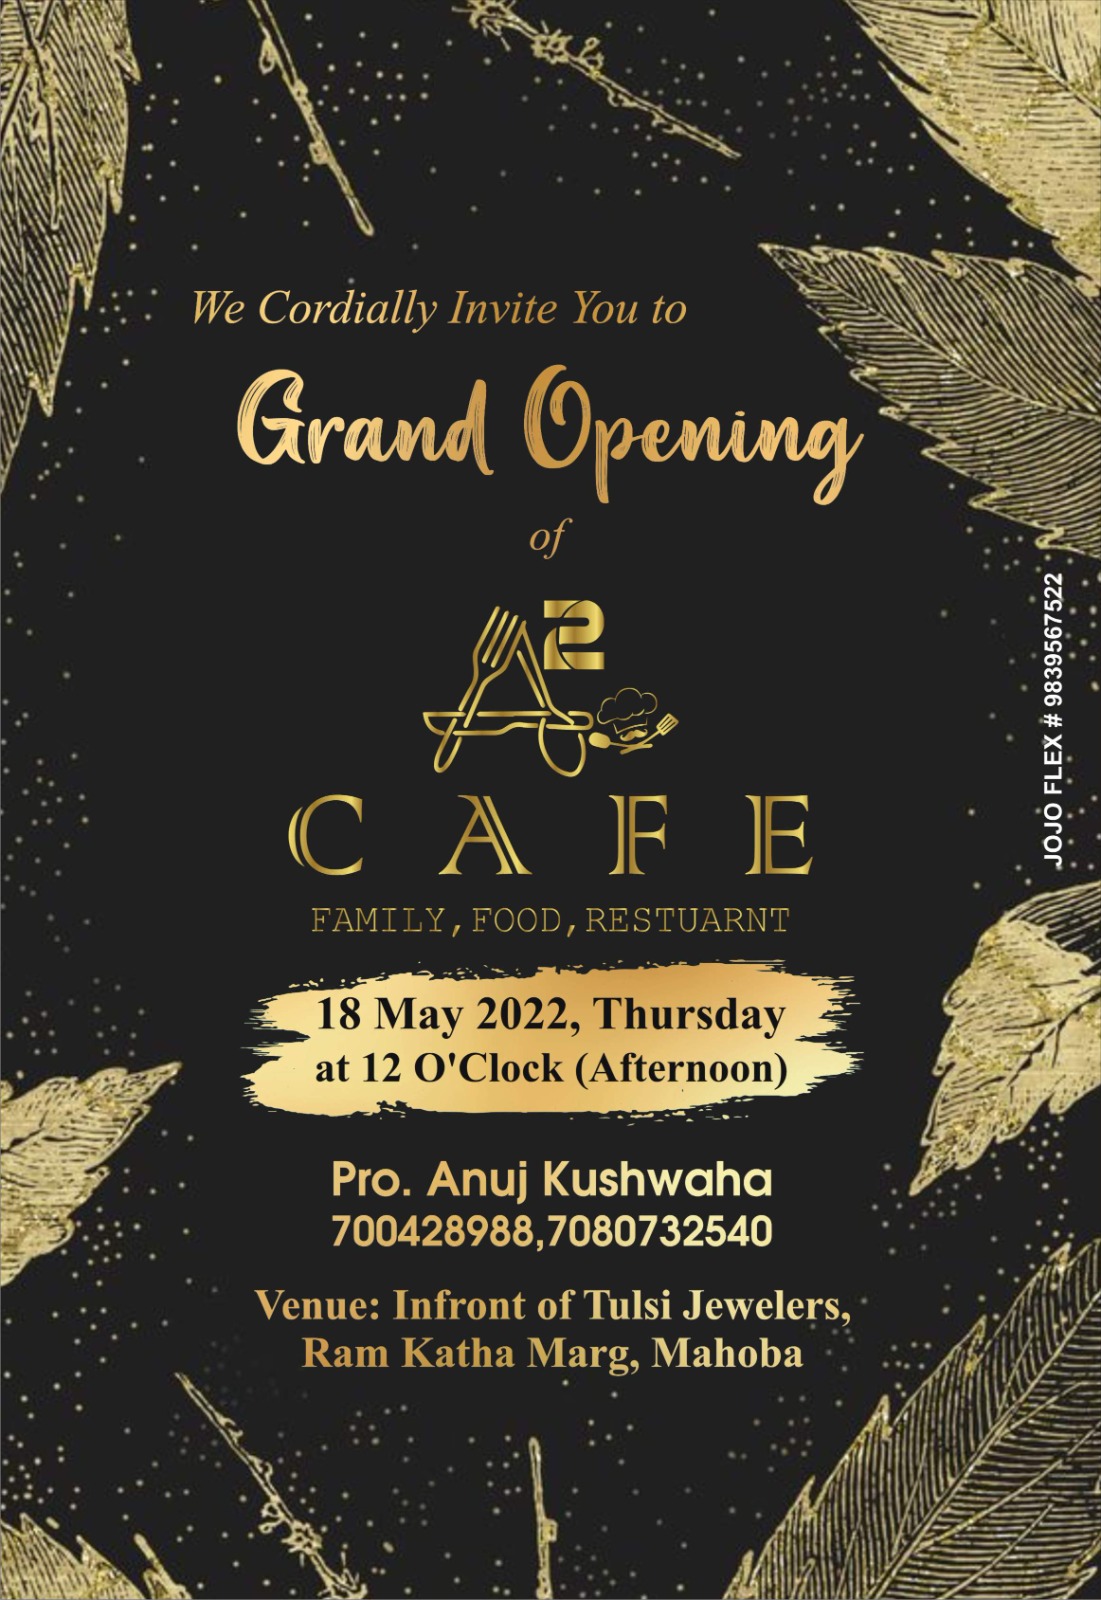 We Cordially Invite You to
Grand Opening
of
A2
CAFE
FAMILY,FOOD,RESTUARNT
18 May 2022, Thursday
at 12 O'Clock (Afternoon)
Pro. Anuj Kushwaha
700428988,7080732540
Venue: Infront of Tulsi Jewelers,
Ram Katha Marg, Mahoba
JOJO FLEX # 9839567522